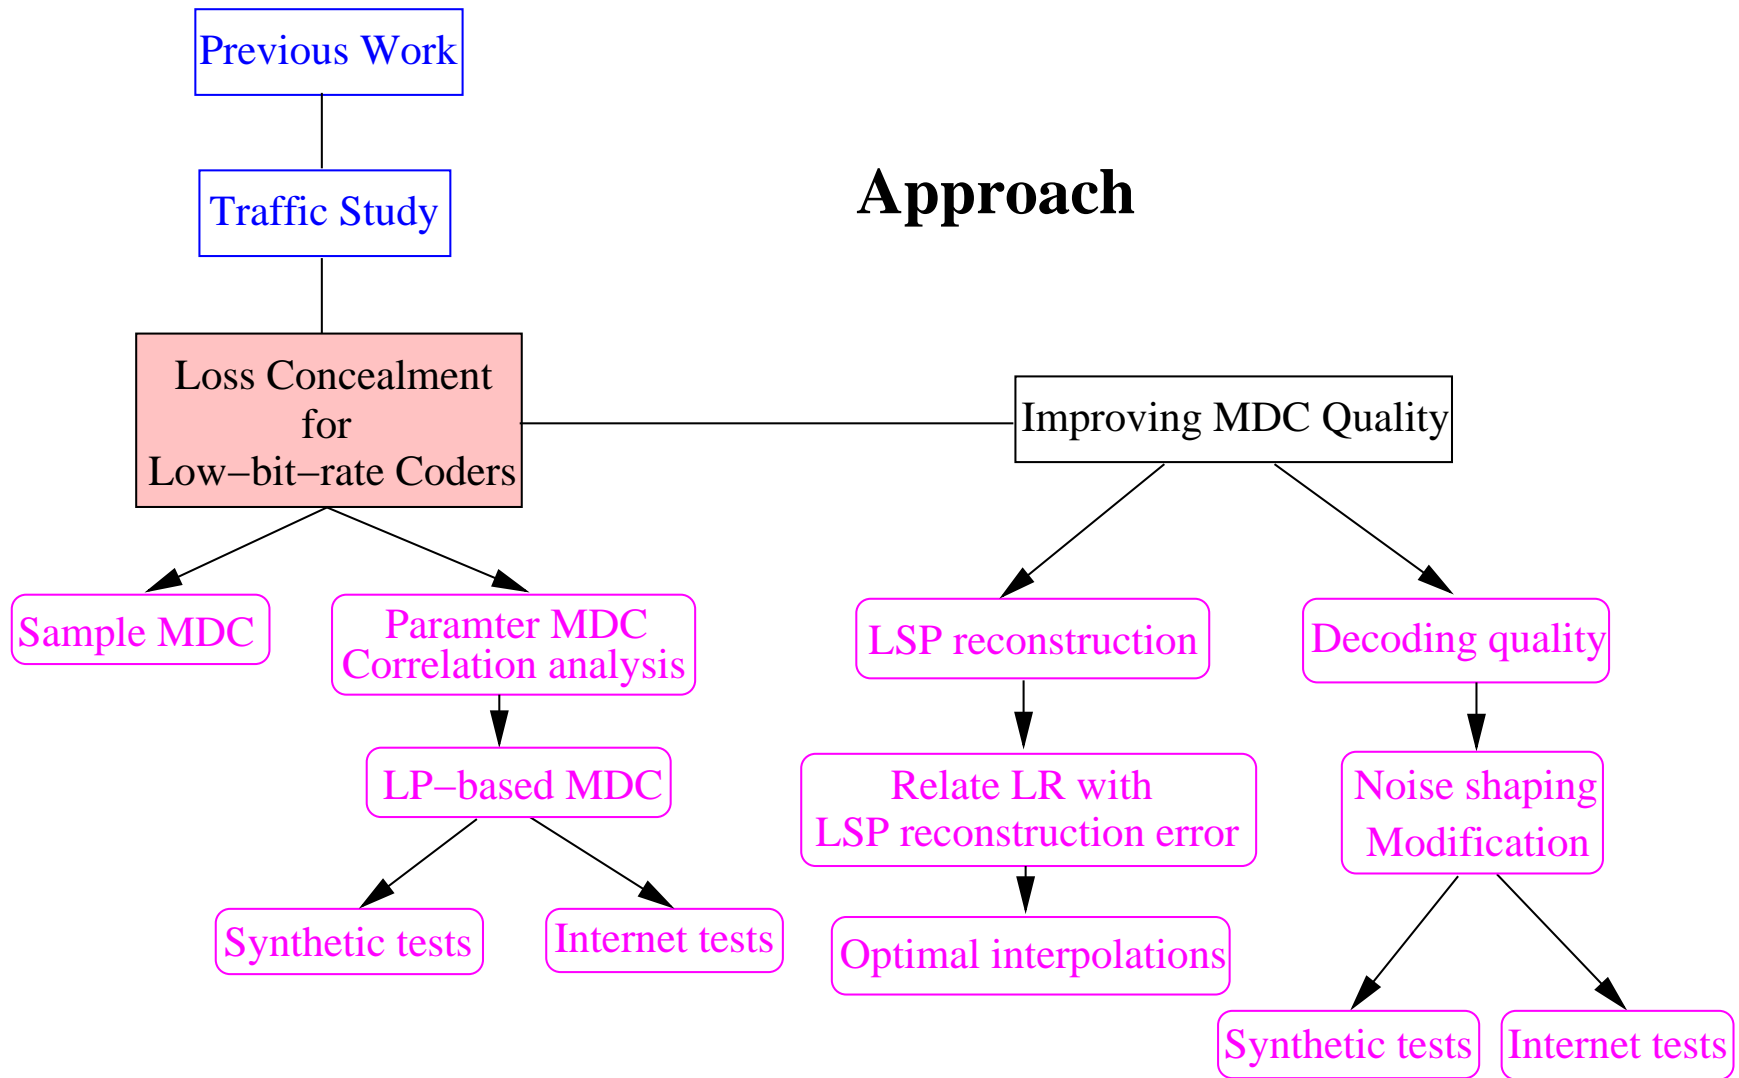 Previous Work
Traffic Study
Approach
Loss Concealment
for
Low−bit−rate Coders
Improving MDC Quality
Sample MDC
Paramter MDC
Correlation analysis
LSP reconstruction
Decoding quality
LP−based MDC
Relate LR with
LSP reconstruction error
Noise shaping
Modification
Synthetic tests
Internet tests
Optimal interpolations
Synthetic tests
Internet tests